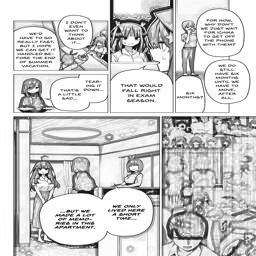 FOR NOW,
WHY DON'T
WE JUST
WAIT FOR
ICHIKA
TO GET
OFF THE
PHONE
WITH THEM?
WE DO
STILL
HAVE SIX
MONTHS
UNTIL WE
HAVE TO
MOVE,
AFTER
ALL.
SIX
MONTHS?
THAT WOULD
FALL RIGHT
IN EXAM
SEASON.
I DON'T
EVEN WANT
TO THINK
ABOUT
IT...
WE'D
HAVE TO GO
REALLY FAST,
BUT I HOPE
WE CAN GET IT
HANDLED BEFORE
THE END OF
SUMMER
VACATION.
TEARING
IT DOWN...
THAT'S
A LITTLE
SAD...
WE ONLY
LIVED HERE
A SHORT
TIME...
...BUT WE
MADE A LOT
OF MEMO-
RIES IN THIS
APARTMENT.